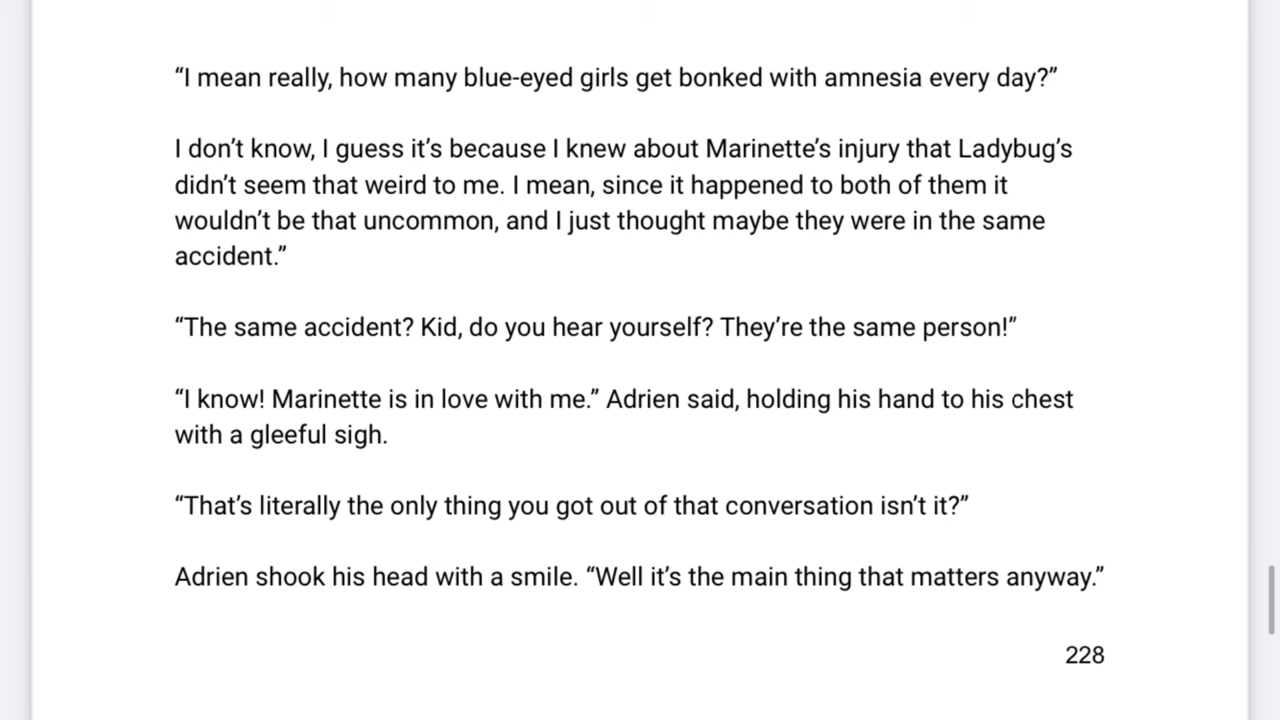 “I mean really, how many blue-eyed girls get bonked with amnesia every day?”
I don’t know, I guess it’s because I knew about Marinette’s injury that Ladybug’s
didn’t seem that weird to me. I mean, since it happened to both of them it
wouldn’t be that uncommon, and I just thought maybe they were in the same
accident.”
“The same accident? Kid, do you hear yourself? They’re the same person!”
“I know! Marinette is in love with me.” Adrien said, holding his hand to his chest
with a gleeful sigh.
“That’s literally the only thing you got out of that conversation isn’t it?”
Adrien shook his head with a smile. “Well it’s the main thing that matters anyway.”
228